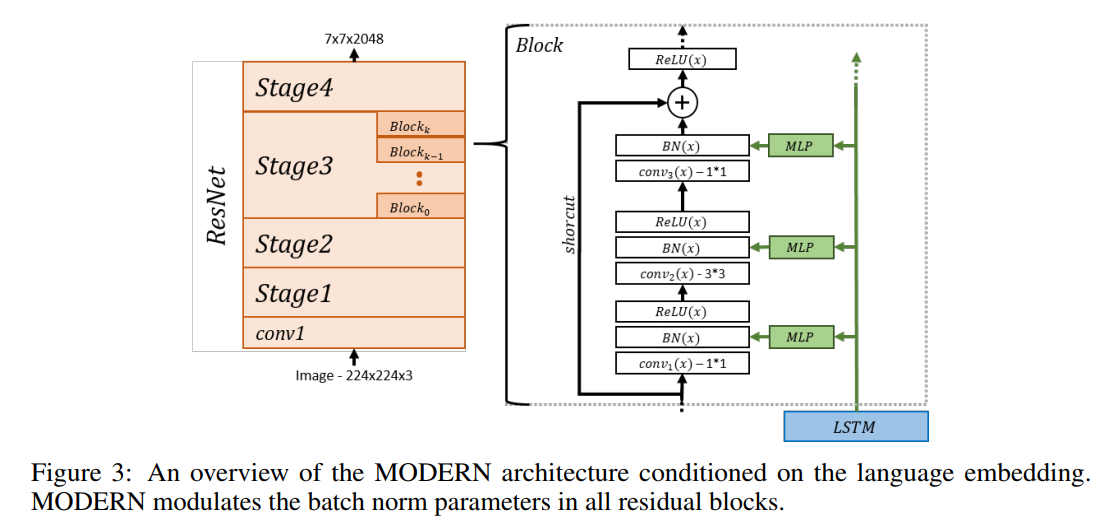 7x7x2048
ResNet
Stage4
Stage3
Block_k
Block_{k-1}
Block_0
Stage2
Stage1
conv1
Image - 224x224x3
Block
ReLU(x)
+
BN(x)
MLP
conv_3(x) - 1*1
shorcut
ReLU(x)
BN(x)
MLP
conv_2(x) - 3*3
ReLU(x)
BN(x)
MLP
conv_1(x) - 1*1
LSTM
Figure 3: An overview of the MODERN architecture conditioned on the language embedding.
MODERN modulates the batch norm parameters in all residual blocks.